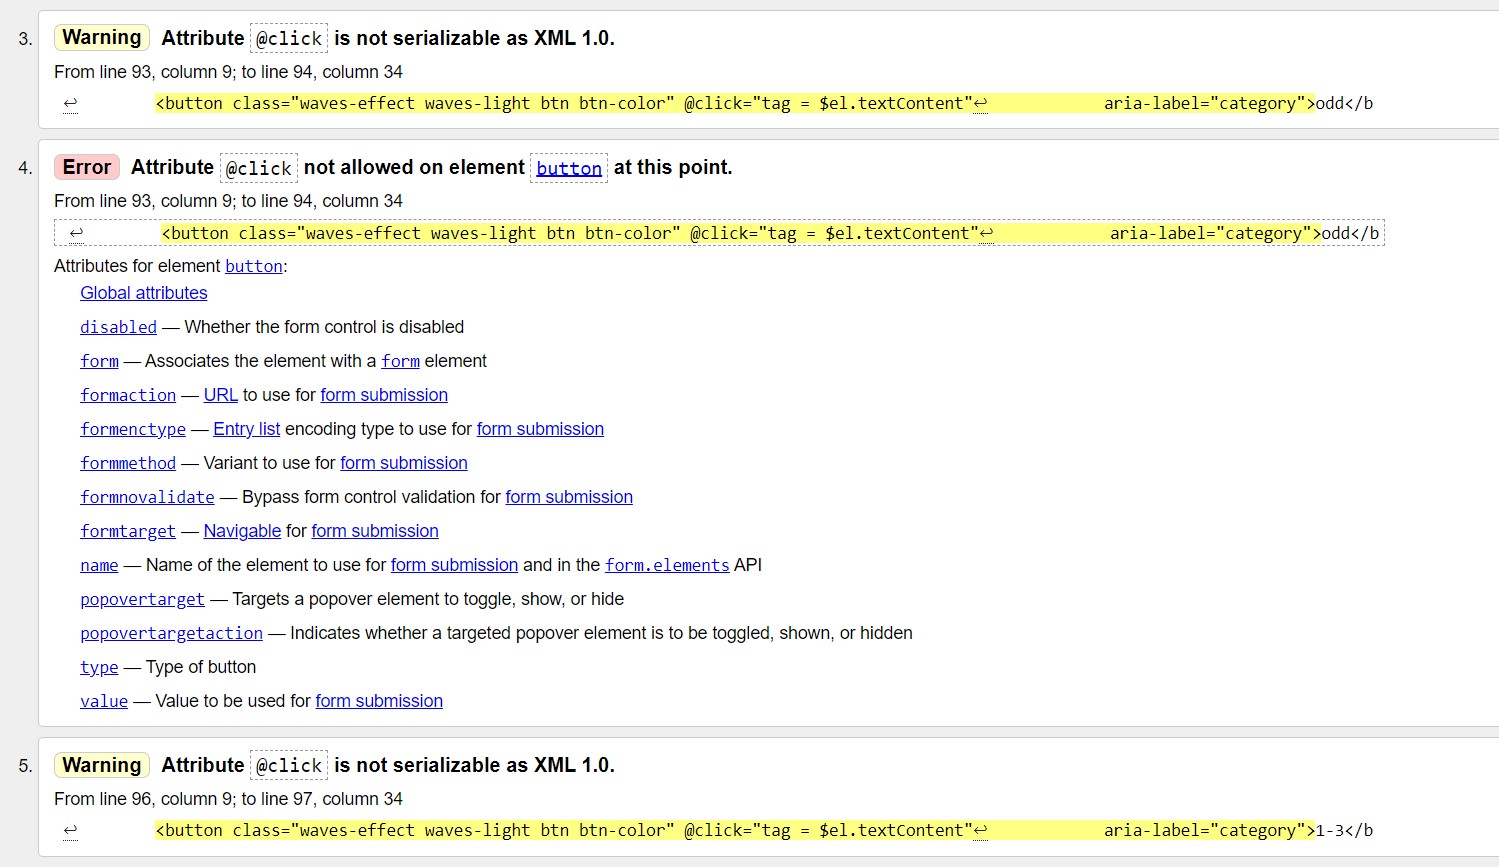 3. Warning Attribute @click is not serializable as XML 1.0.
From line 93, column 9; to line 94, column 34
↩ <button class="waves-effect waves-light btn btn-color" @click="tag = $el.textContent"↩ aria-label="category">odd</b
4. Error Attribute @click not allowed on element button at this point.
From line 93, column 9; to line 94, column 34
↩ <button class="waves-effect waves-light btn btn-color" @click="tag = $el.textContent"↩ aria-label="category">odd</b
Attributes for element button:
Global attributes
disabled — Whether the form control is disabled
form — Associates the element with a form element
formaction — URL to use for form submission
formenctype — Entry list encoding type to use for form submission
formmethod — Variant to use for form submission
formnovalidate — Bypass form control validation for form submission
formtarget — Navigable for form submission
name — Name of the element to use for form submission and in the form.elements API
popovertarget — Targets a popover element to toggle, show, or hide
popovertargetaction — Indicates whether a targeted popover element is to be toggled, shown, or hidden
type — Type of button
value — Value to be used for form submission
5. Warning Attribute @click is not serializable as XML 1.0.
From line 96, column 9; to line 97, column 34
↩ <button class="waves-effect waves-light btn btn-color" @click="tag = $el.textContent"↩ aria-label="category">1-3</b